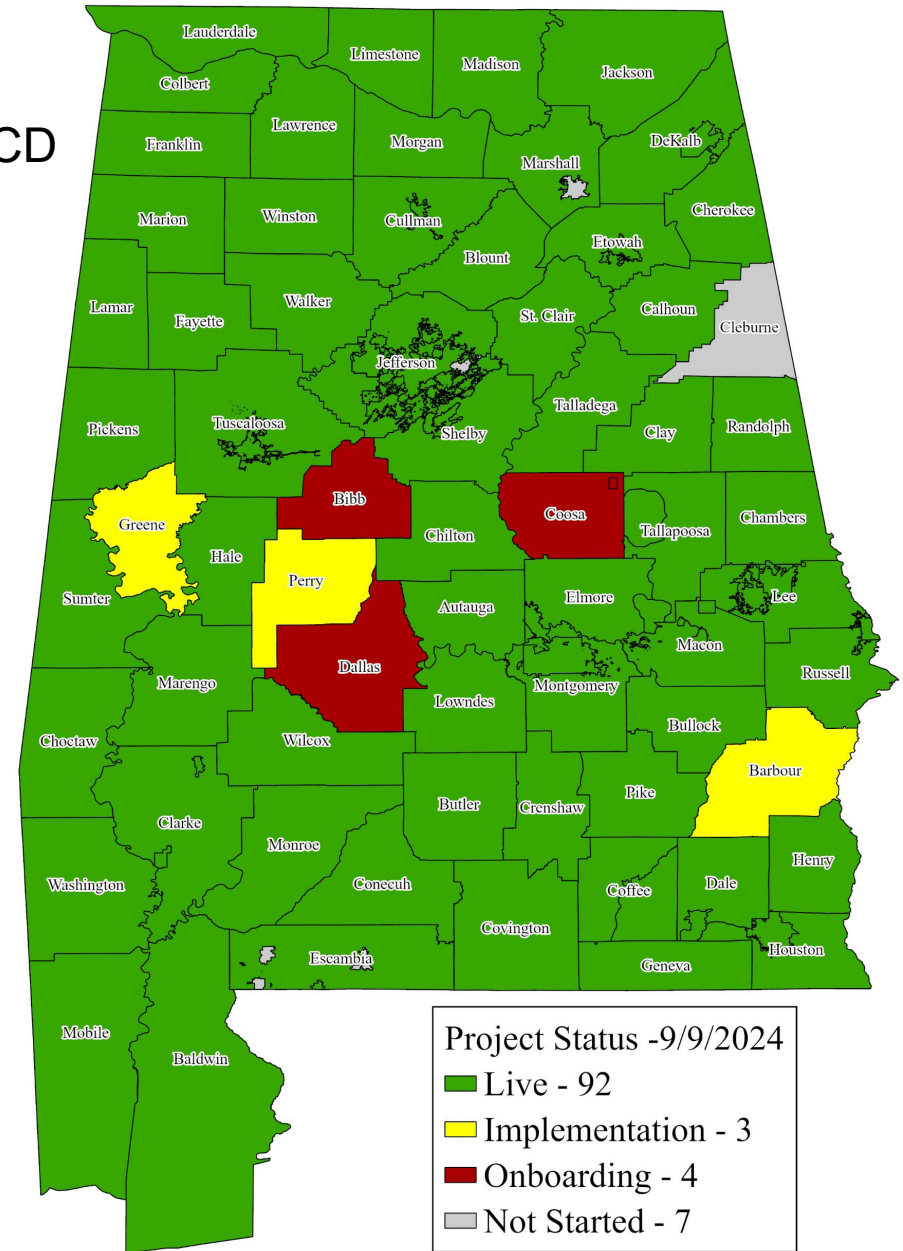 Lauderdale
Limestone
Madison
Jackson
Colbert
Lawrence
CD
Franklin
Morgan
DeKalb
Marshall
Cherokee
Marion
Winston
Cullman
Etowah
Blount
Lamar
Walker
Fayette
St. Clair
Calhoun
Cleburne
Jefferson
Talladega
Pickens
Tuscaloosa
Shelby
Clay
Randolph
Bibb
Coosa
Greene
Chilton
Tallapoosa
Chambers
Hale
Perry
Sumter
Autauga
Elmore
Lee
Macon
Dallas
Marengo
Lowndes
Montgomery
Russell
Bullock
Choctaw
Wilcox
Barbour
Clarke
Butler
Crenshaw
Pike
Monroe
Henry
Washington
Conecuh
Coffee
Dale
Covington
Escambia
Geneva
Houston
Mobile
Baldwin
Project Status -9/9/2024
Live - 92
Implementation - 3
Onboarding - 4
Not Started - 7